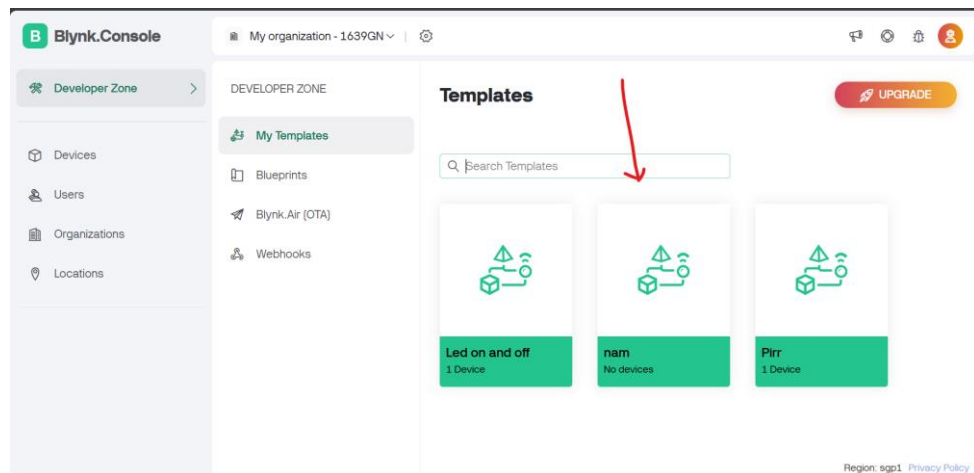 B Blynk.Console
My organization - 1639GN
Developer Zone
Devices
Users
Organizations
Locations
DEVELOPER ZONE
My Templates
Blueprints
Blynk.Air (OTA)
Webhooks
Templates
UPGRADE
Search Templates
Led on and off
1 Device
nam
No devices
Pirr
1 Device
Region: sgp1 Privacy Policy